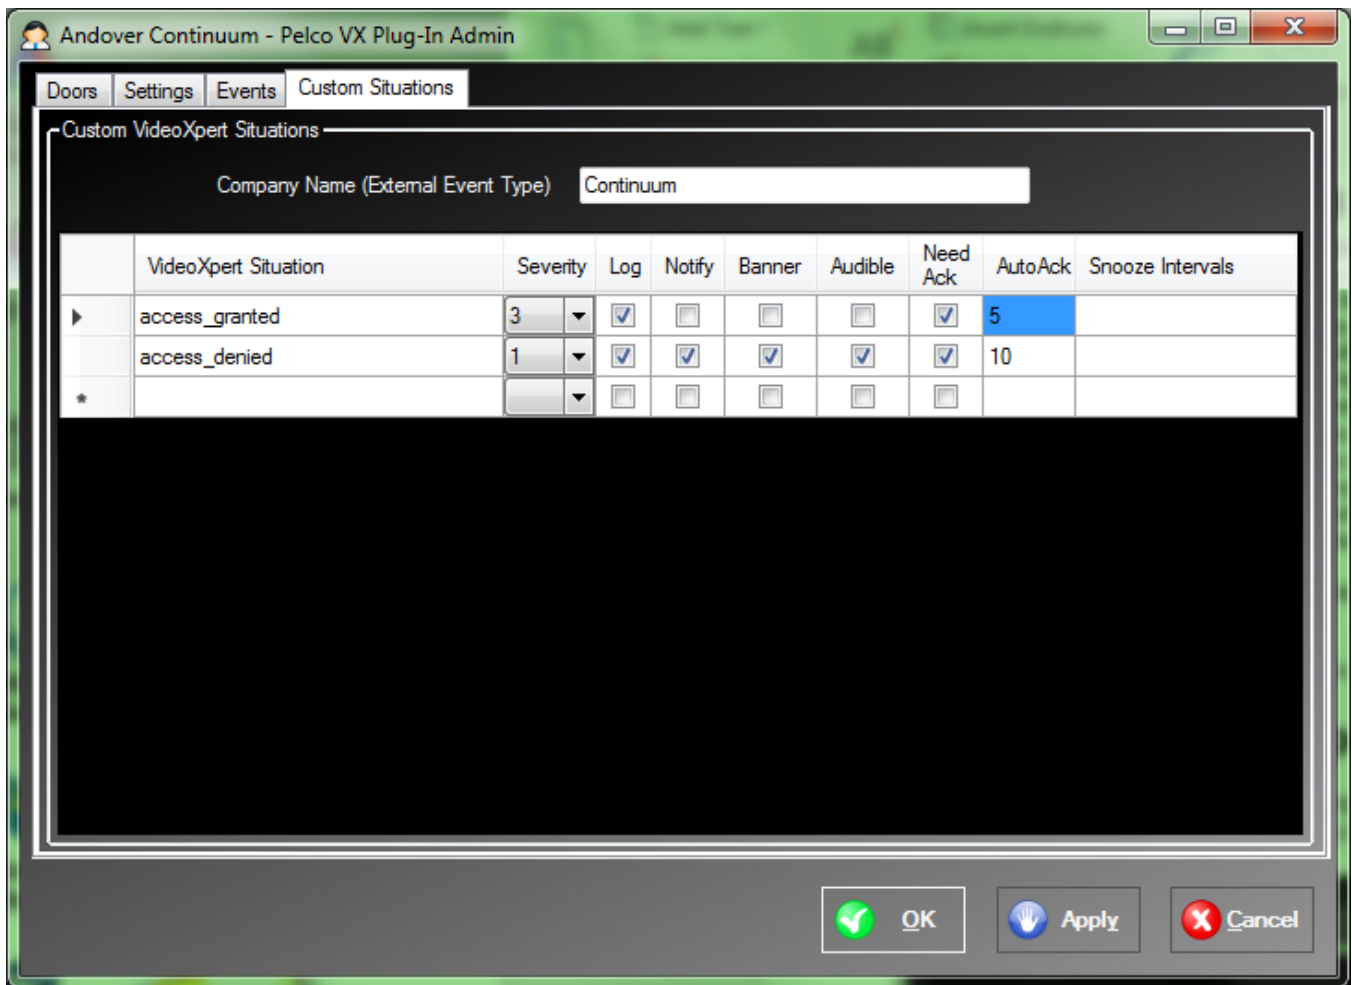 Andover Continuum - Pelco VX Plug-In Admin
Doors Settings Events Custom Situations
Custom VideoXpert Situations
Company Name (External Event Type) Continuum
VideoXpert Situation Severity Log Notify Banner Audible Need Ack AutoAck Snooze Intervals
access_granted 3 5
access_denied 1 10
*
OK Apply Cancel